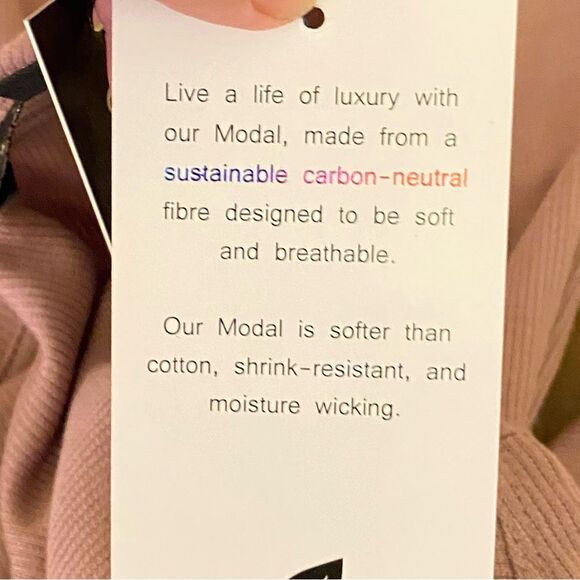 Live a life of luxury with
our Modal, made from a
sustainable carbon-neutral
fibre designed to be soft
and breathable.
Our Modal is softer than
cotton, shrink-resistant, and
moisture wicking.